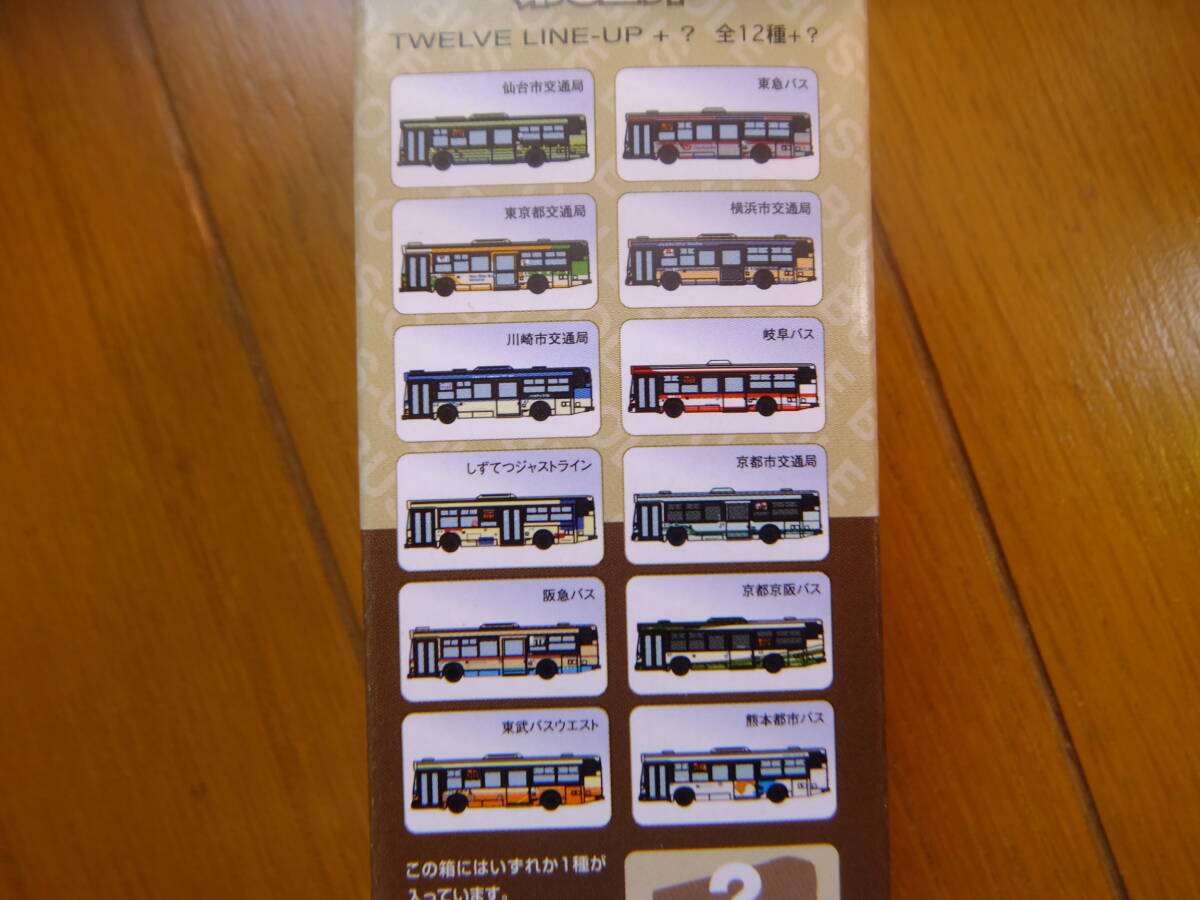 TWELVE LINE-UP + ? 全12種+?
仙台市交通局
東急バス
東京都交通局
横浜市交通局
川崎市交通局
岐阜バス
しずてつジャストライン
京都市交通局
阪急バス
京都京阪バス
東武バスウエスト
熊本都市バス
この箱にはいずれか1種が
入っています。
?